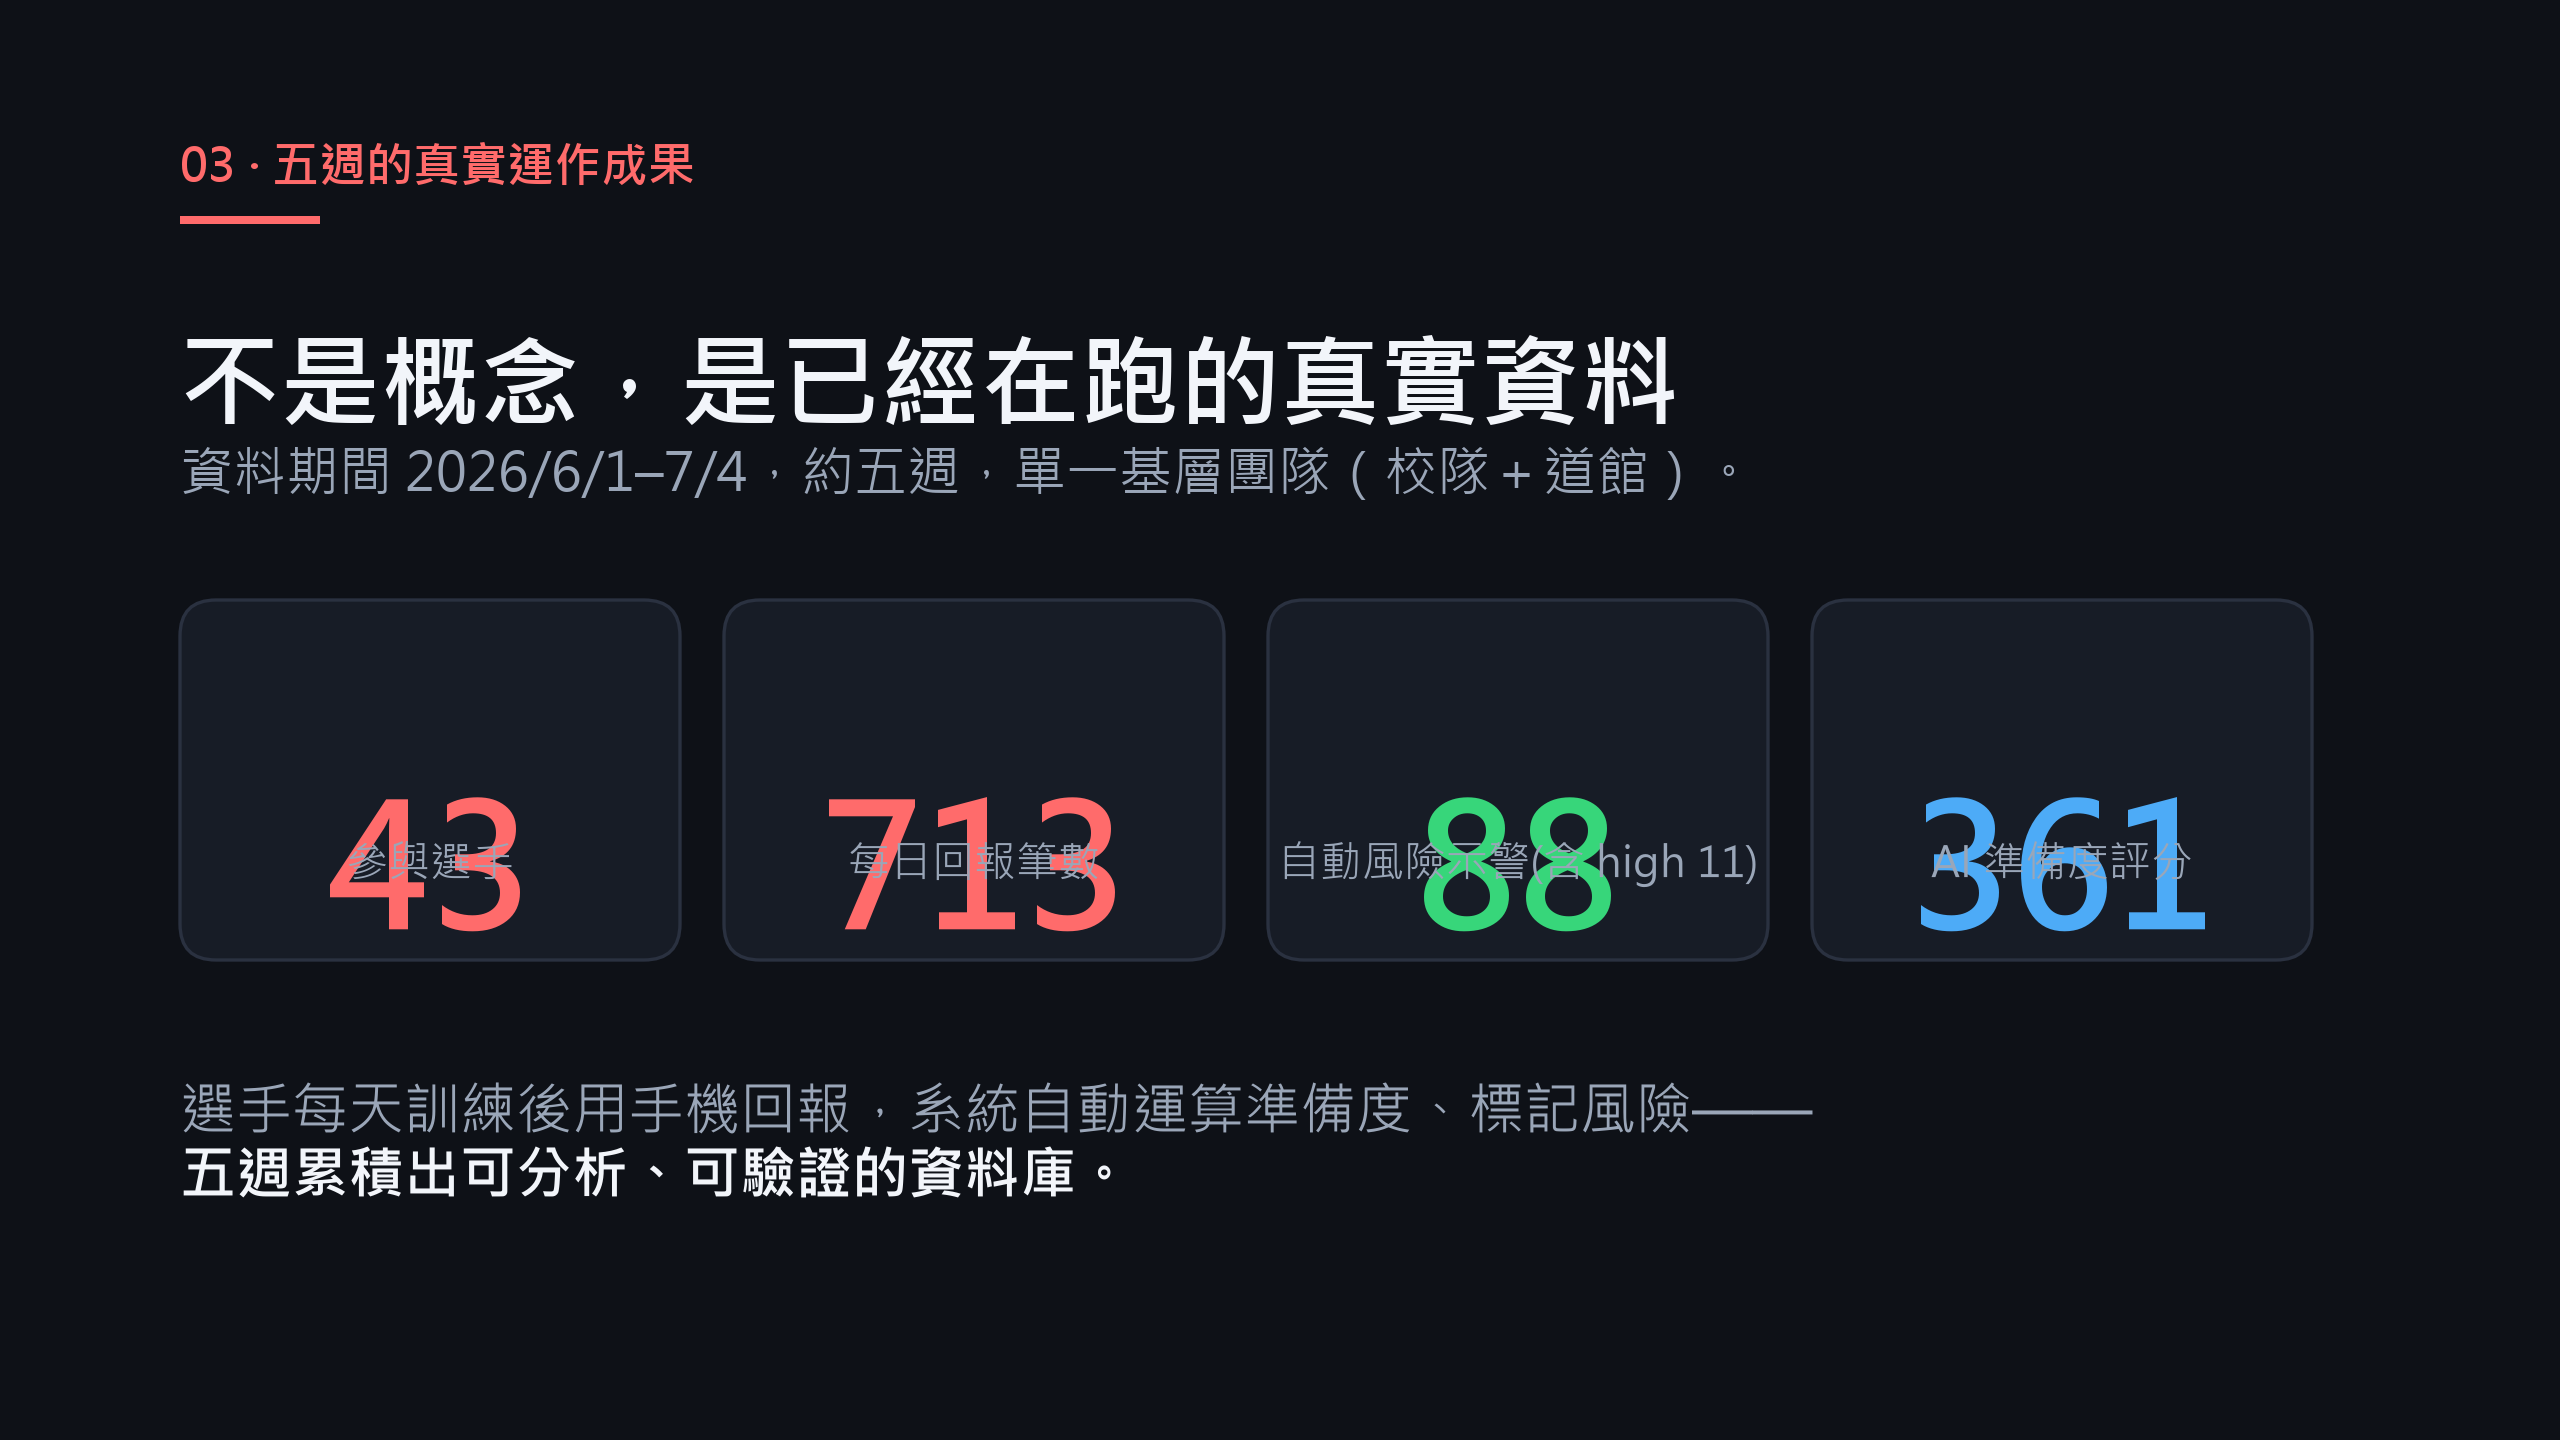 03 · 五週的真實運作成果
不是概念，是已經在跑的真實資料
資料期間 2026/6/1–7/4，約五週，單一基層團隊（校隊 + 道館）。
43
參與選手
713
每日回報筆數
88
自動風險示警(含 high 11)
361
AI 準備度評分
選手每天訓練後用手機回報，系統自動運算準備度、標記風險——
五週累積出可分析、可驗證的資料庫。